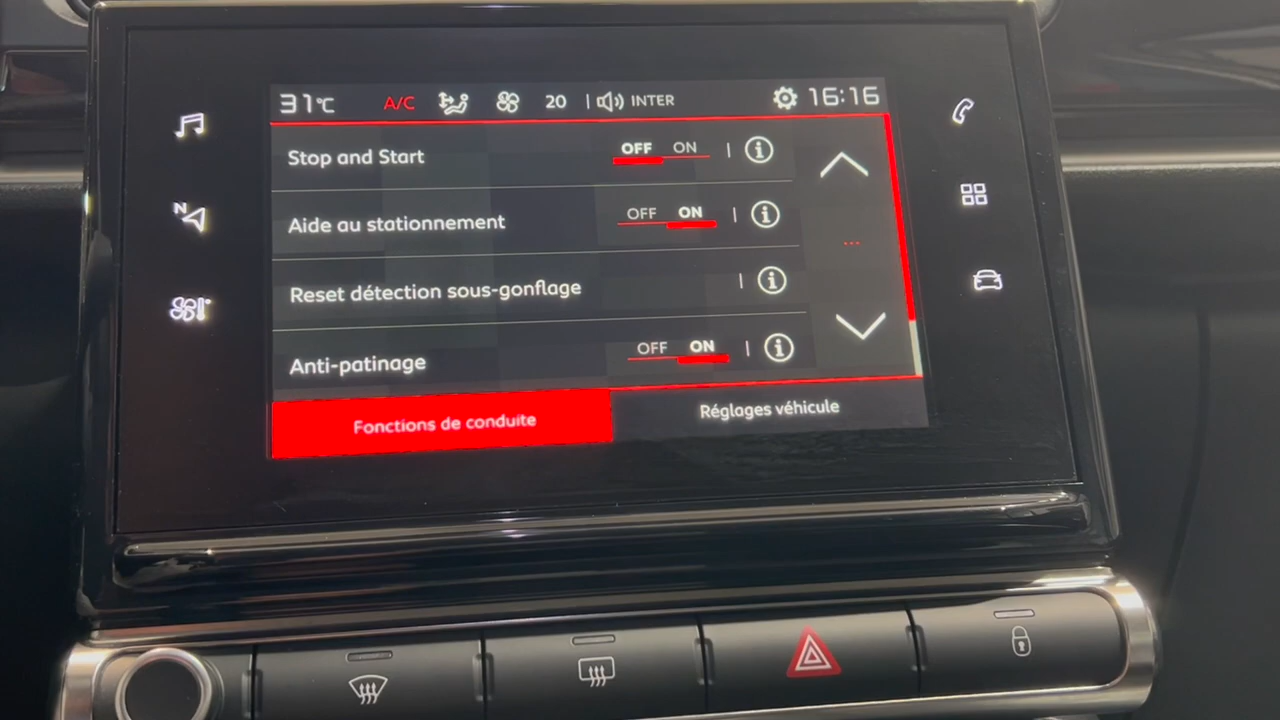 31°C A/C 20 INTER 16:16
Stop and Start OFF ON
Aide au stationnement OFF ON
Reset détection sous-gonflage
Anti-patinage OFF ON
Fonctions de conduite Réglages véhicule
N